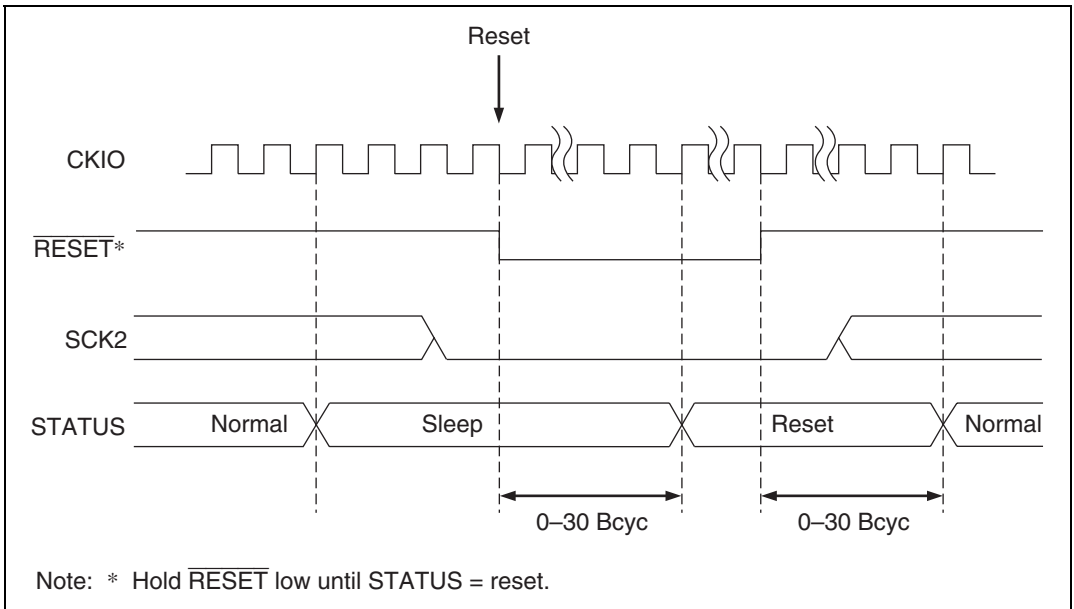 Reset
CKIO
RESET*
SCK2
STATUS
Normal Sleep Reset Normal
0–30 Bcyc 0–30 Bcyc
Note: * Hold RESET low until STATUS = reset.